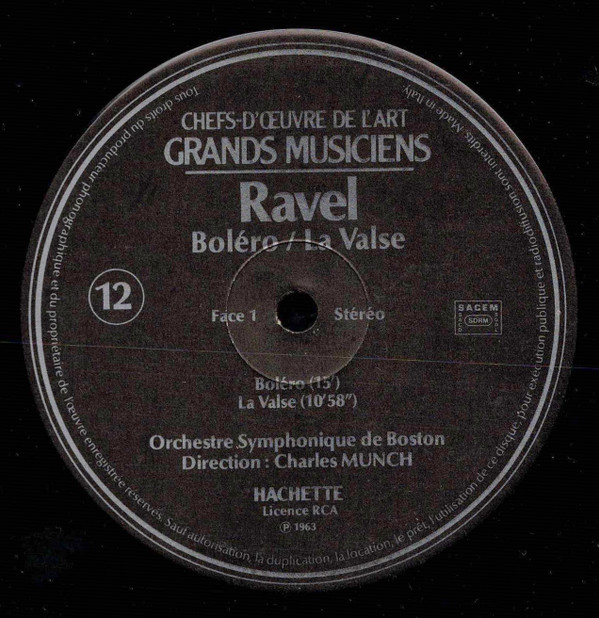 CHEFS-D'ŒUVRE DE L'ART
GRANDS MUSICIENS
Ravel
Boléro / La Valse
12
Face 1
Stéréo
SACEM
SDRM
Boléro (15')
La Valse (10'58")
Orchestre Symphonique de Boston
Direction : Charles MUNCH
HACHETTE
Licence RCA
℗ 1963
Tous droits du producteur phonographique et du propriétaire de l'œuvre enregistrée réservés. Sauf autorisation, la duplication, la location, le prêt, l'utilisation de ce disque, pour exécution publique et radiodiffusion sont interdits. Made in Italy